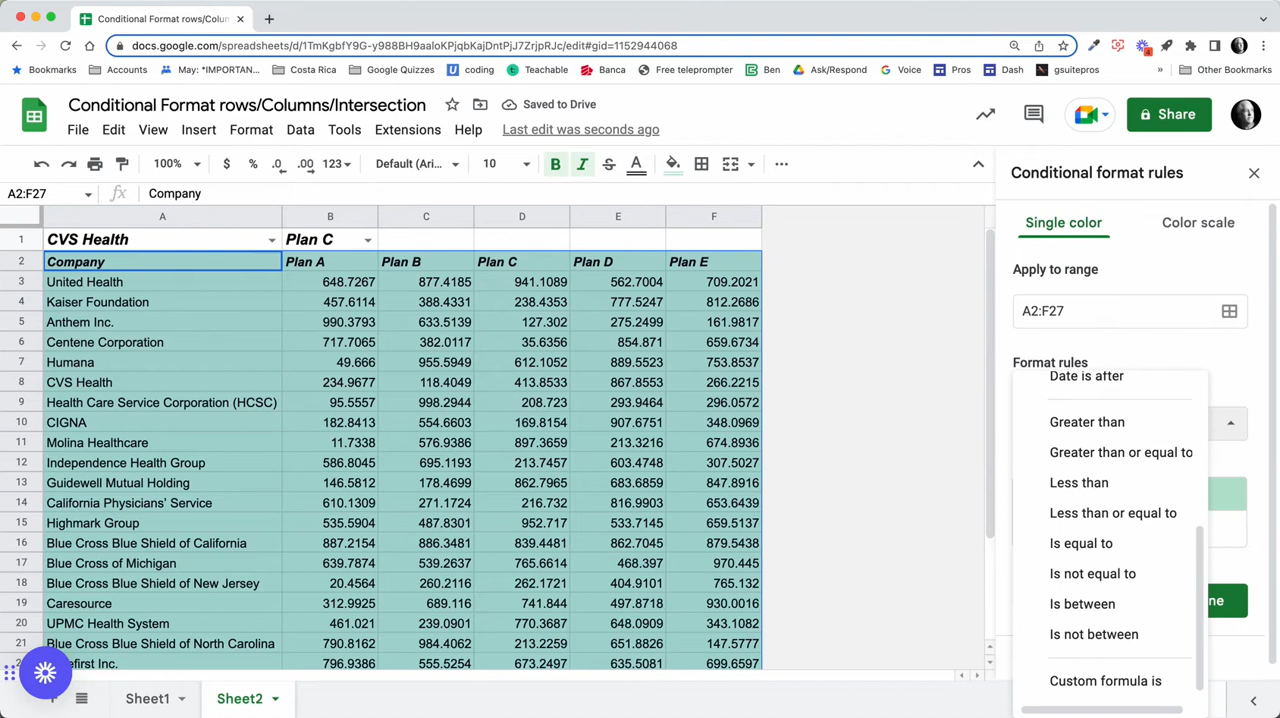 Conditional Format rows/Colum
docs.google.com/spreadsheets/d/1TmKgbfY9G-y988BH9aaloKPjqbKajDntPjJ7ZrjpRJc/edit#gid=1152944068
Bookmarks Accounts May: *IMPORTAN... Costa Rica Google Quizzes coding Teachable Banca Free teleprompter Ben Ask/Respond Voice Pros Dash gsuitepros » Other Bookmarks
Conditional Format rows/Columns/Intersection Saved to Drive
File Edit View Insert Format Data Tools Extensions Help Last edit was seconds ago
Share
100% $ % .0 .00 123 Default (Ari... 10 B I S A ...
A2:F27 fx Company
A B C D E F
1 CVS Health Plan C
2 Company Plan A Plan B Plan C Plan D Plan E
3 United Health 648.7267 877.4185 941.1089 562.7004 709.2021
4 Kaiser Foundation 457.6114 388.4331 238.4353 777.5247 812.2686
5 Anthem Inc. 990.3793 633.5139 127.302 275.2499 161.9817
6 Centene Corporation 717.7065 382.0117 35.6356 854.871 659.6734
7 Humana 49.666 955.5949 612.1052 889.5523 753.8537
8 CVS Health 234.9677 118.4049 413.8533 867.8553 266.2215
9 Health Care Service Corporation (HCSC) 95.5557 998.2944 208.723 293.9464 296.0572
10 CIGNA 182.8413 554.6603 169.8154 907.6751 348.0969
11 Molina Healthcare 11.7338 576.9386 897.3659 213.3216 674.8936
12 Independence Health Group 586.8045 695.1193 213.7457 603.4748 307.5027
13 Guidewell Mutual Holding 146.5812 178.4699 862.7965 683.6859 847.8916
14 California Physicians' Service 610.1309 271.1724 216.732 816.9903 653.6439
15 Highmark Group 535.5904 487.8301 952.717 533.7145 659.5137
16 Blue Cross Blue Shield of California 887.2154 886.3481 839.4481 862.7045 879.5438
17 Blue Cross of Michigan 639.7874 539.2637 765.6614 468.397 970.445
18 Blue Cross Blue Shield of New Jersey 20.4564 260.2116 262.1721 404.9101 765.132
19 Caresource 312.9925 689.116 741.844 497.8718 930.0016
20 UPMC Health System 461.021 239.0901 770.3687 648.0909 343.1082
21 Blue Cross Blue Shield of North Carolina 790.8162 984.4062 213.2259 651.8826 147.5777
efirst Inc. 796.9386 555.5254 673.2497 635.5081 699.6597
Sheet1 Sheet2
Conditional format rules
Single color Color scale
Apply to range
A2:F27
Format rules
Date is after
Greater than
Greater than or equal to
Less than
Less than or equal to
Is equal to
Is not equal to
Is between
ne
Is not between
Custom formula is